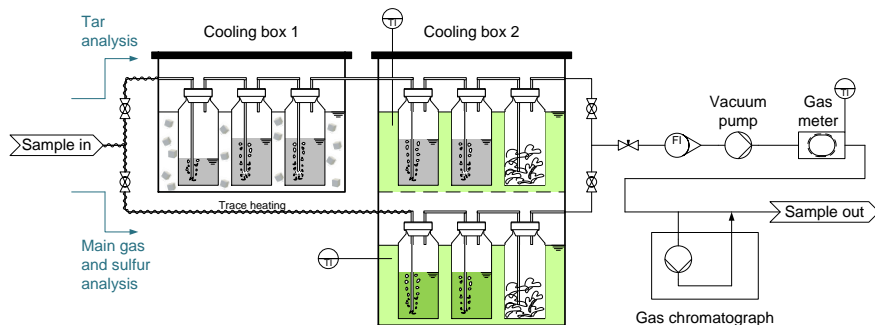 Tar
analysis
Cooling box 1
TI
Cooling box 2
Vacuum
pump
Gas
meter
TI
Sample in
FI
Trace heating
Sample out
Main gas
and sulfur
analysis
TI
Gas chromatograph